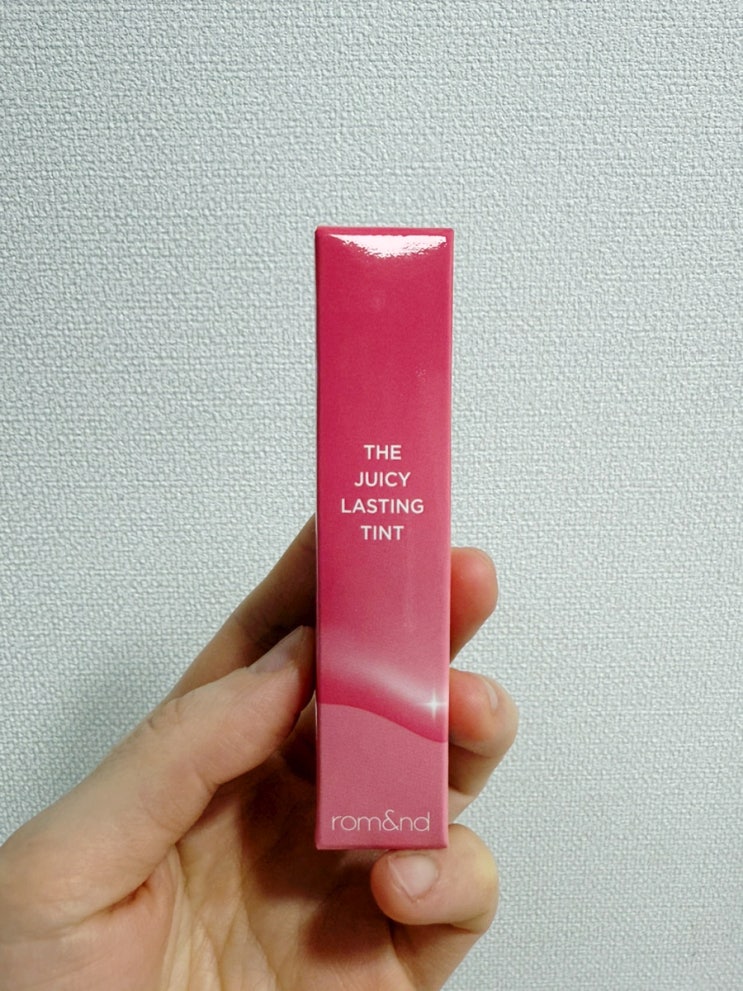 THE
JUICY
LASTING
TINT
rom&nd